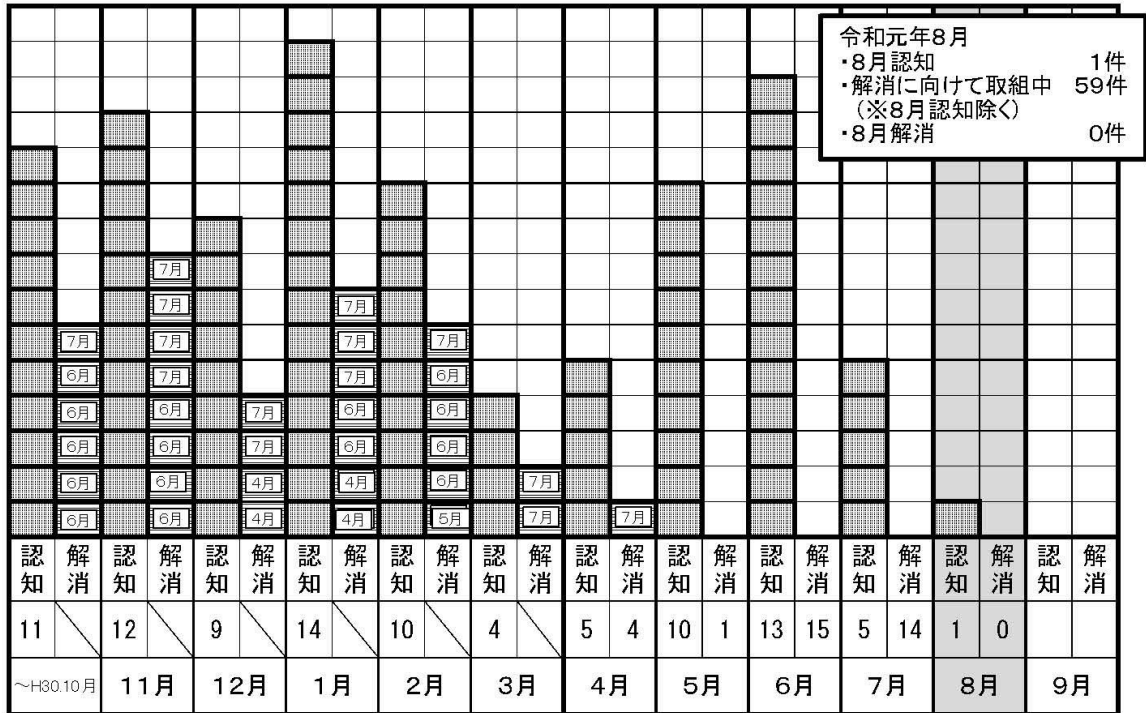 令和元年8月
・8月認知 1件
・解消に向けて取組中 59件
(※8月認知除く)
・8月解消 0件
7月
7月 7月
7月 7月 7月 7月
6月 7月 7月 6月
6月 6月 7月 6月 6月
6月 6月 7月 6月 6月
6月 6月 4月 4月 6月 7月
6月 6月 4月 4月 5月 7月 7月
認知 解消 認知 解消 認知 解消 認知 解消 認知 解消 認知 解消 認知 解消 認知 解消 認知 解消 認知 解消 認知 解消 認知 解消
11 12 9 14 10 4 5 4 10 1 13 15 5 14 1 0
～H30.10月 11月 12月 1月 2月 3月 4月 5月 6月 7月 8月 9月